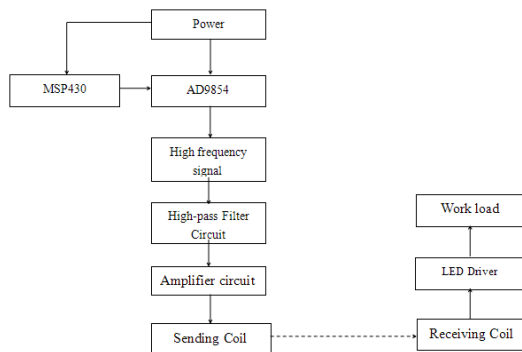 Power
MSP430
AD9854
High frequency
signal
High-pass Filter
Circuit
Work load
LED Driver
Amplifier circuit
Sending Coil
Receiving Coil